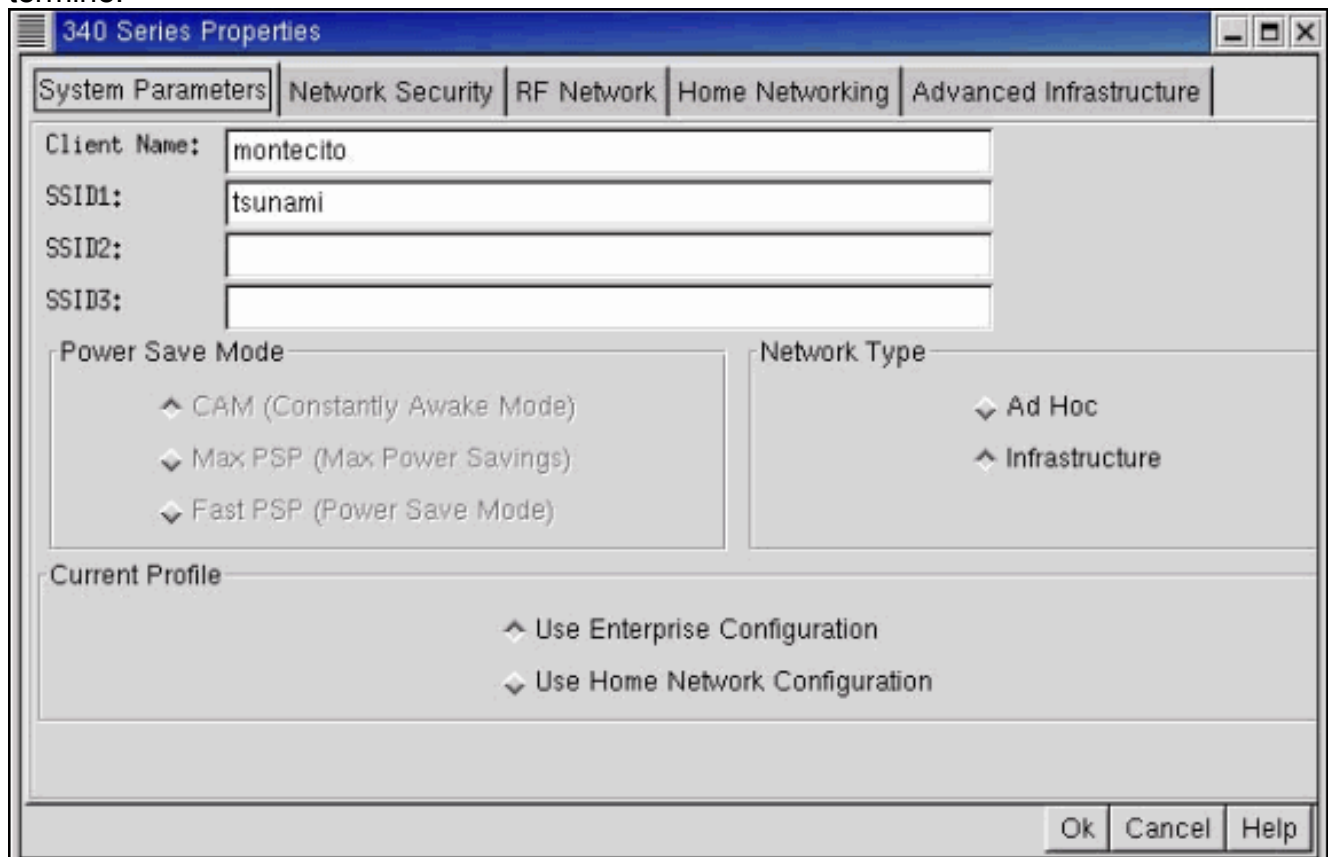 termine.
340 Series Properties
System Parameters Network Security RF Network Home Networking Advanced Infrastructure
Client Name: montecito
SSID1: tsunami
SSID2:
SSID3:
Power Save Mode
CAM (Constantly Awake Mode)
Max PSP (Max Power Savings)
Fast PSP (Power Save Mode)
Network Type
Ad Hoc
Infrastructure
Current Profile
Use Enterprise Configuration
Use Home Network Configuration
Ok Cancel Help